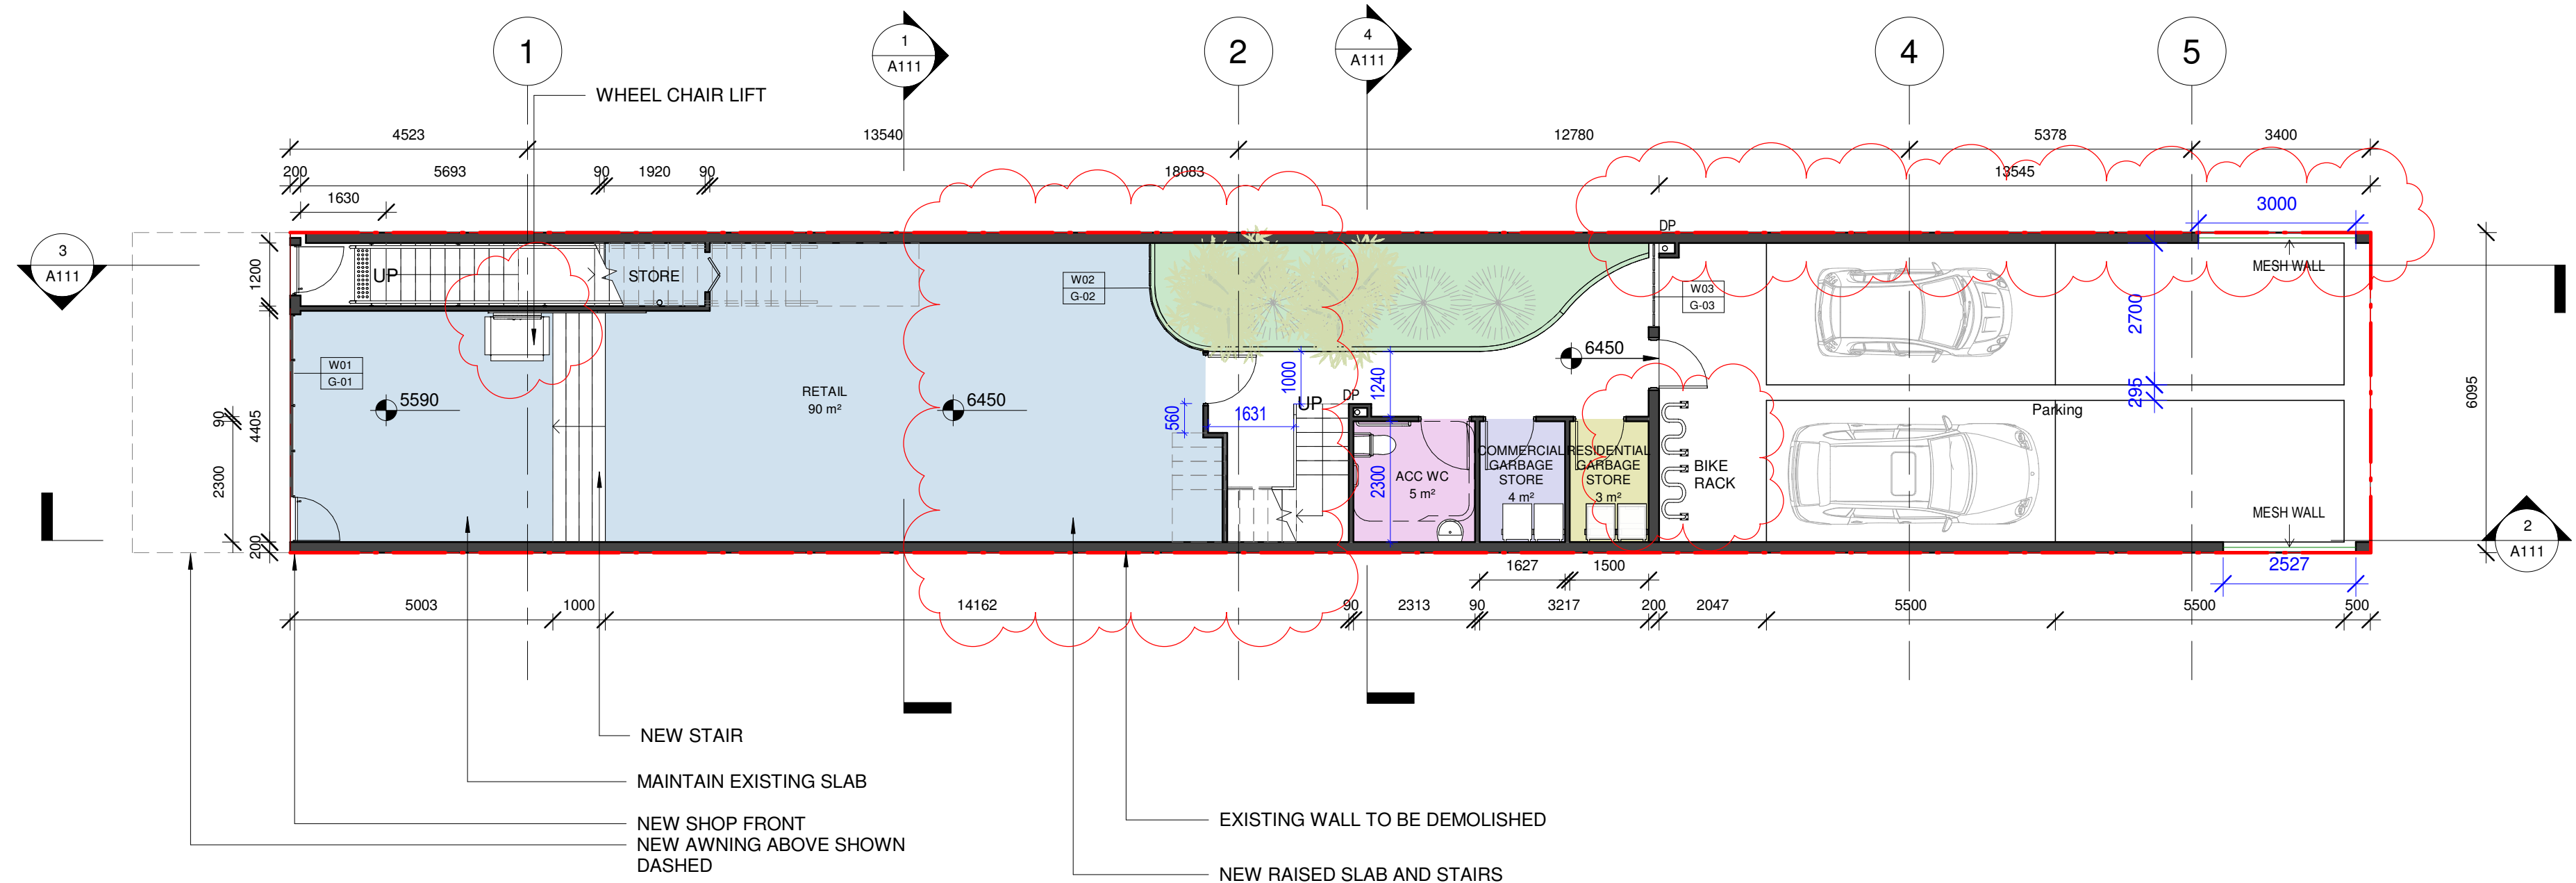 1
1
A111
2
4
A111
4
5
WHEEL CHAIR LIFT
4523
13540
12780
5378
3400
200
5693
90
1920
90
18083
13545
1630
3000
DP
3
A111
1200
UP
STORE
W02
G-02
W03
G-03
MESH WALL
2700
W01
G-01
RETAIL
90 m²
5590
6450
6450
1000
1240
295
6095
UP
DP
560
1631
Parking
90
4405
2300
200
2300
ACC WC
5 m²
COMMERCIAL
GARBAGE
STORE
4 m²
RESIDENTIAL
GARBAGE
STORE
3 m²
BIKE
RACK
MESH WALL
2
A111
2527
1627
1500
5003
1000
14162
90
2313
90
3217
200
2047
5500
5500
500
NEW STAIR
MAINTAIN EXISTING SLAB
NEW SHOP FRONT
NEW AWNING ABOVE SHOWN
DASHED
EXISTING WALL TO BE DEMOLISHED
NEW RAISED SLAB AND STAIRS